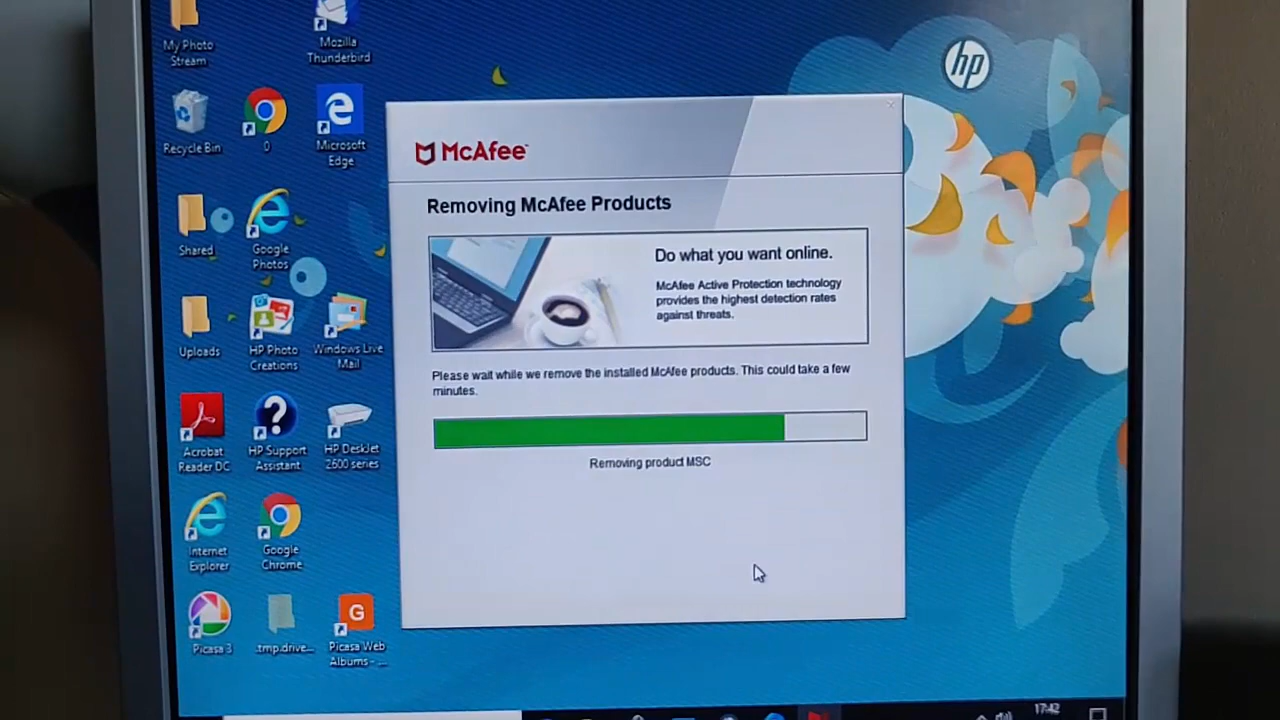 My Photo
Stream
Mozilla
Thunderbird
hp
Recycle Bin
0
Microsoft
Edge
McAfee
Removing McAfee Products
Do what you want online.
McAfee Active Protection technology
provides the highest detection rates
against threats.
Shared
Google
Photos
Uploads
HP Photo
Creations
Windows Live
Mail
Please wait while we remove the installed McAfee products. This could take a few
minutes.
Removing product MSC
Acrobat
Reader DC
HP Support
Assistant
HP DeskJet
2600 series
Internet
Explorer
Google
Chrome
Picasa 3
.tmp.drive...
G
Picasa Web
Albums - ...
17:42